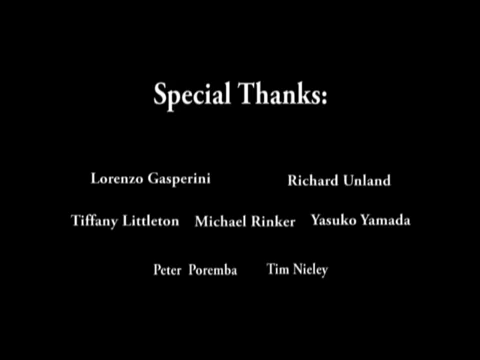 Special Thanks:
Lorenzo Gasperini Richard Unland
Tiffany Littleton Michael Rinker Yasuko Yamada
Peter Poremba Tim Nieley